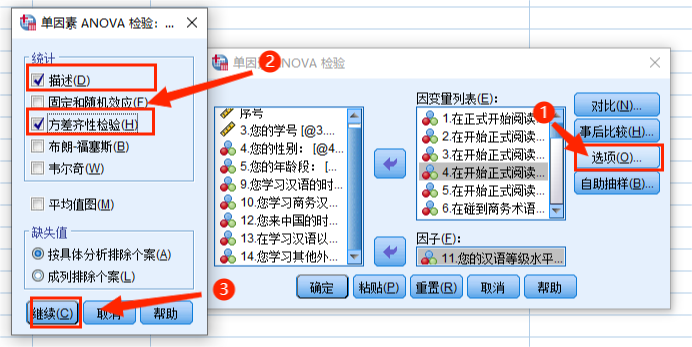 单因素 ANOVA 检验：...
统计
描述(D)
固定和随机效应(F)
方差齐性检验(H)
布朗-福塞斯(B)
韦尔奇(W)
平均值图(M)
缺失值
按具体分析排除个案(A)
成列排除个案(L)
继续(C)
取消
帮助
2
3
单因素 ANOVA 检验
序号
3.您的学号 [@3....
4.您的性别: [@4...
5.您的年龄段: [...
9.您学习汉语的时...
10.您学习商务汉...
12.您来中国的时...
13.在学习汉语以...
14.您学习其他外...
因变量列表(E):
1.在正式开始阅读...
2.在开始正式阅读...
3.在开始正式阅读...
4.在开始正式阅读...
5.在开始正式阅读...
6.在碰到商务术语...
因子(F):
11.您的汉语等级水平...
1
对比(N)...
事后比较(H)...
选项(O)...
自助抽样(B)...
确定
粘贴(P)
重置(R)
取消
帮助